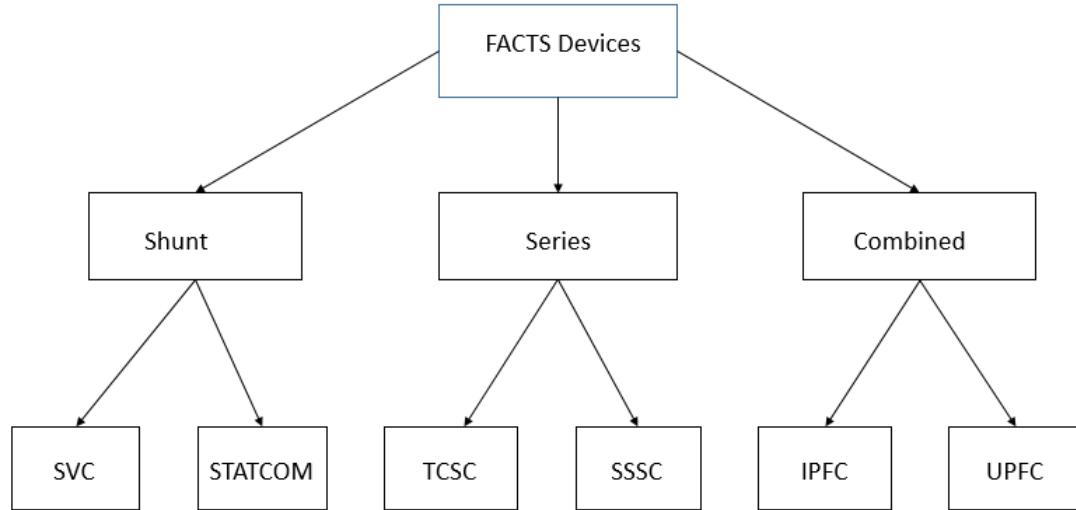 FACTS Devices
Shunt
Series
Combined
SVC
STATCOM
TCSC
SSSC
IPFC
UPFC